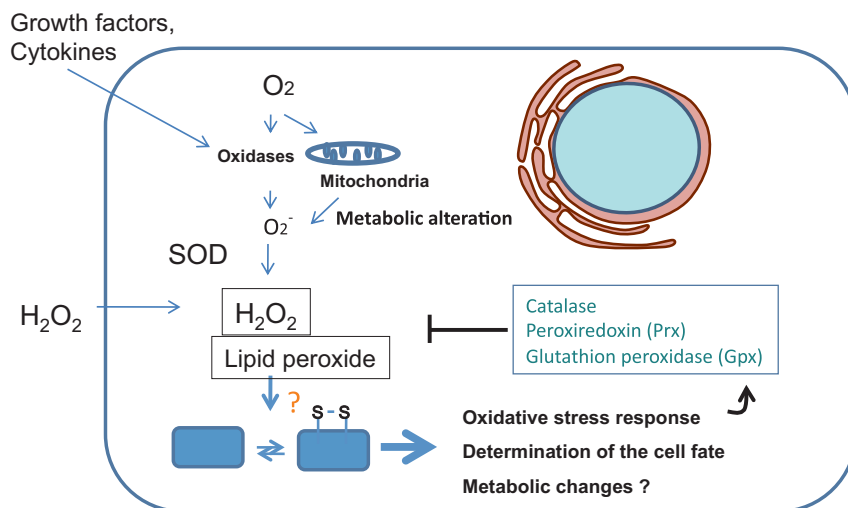 Growth factors,
Cytokines
O2
Oxidases
Mitochondria
O2-
Metabolic alteration
SOD
H2O2
H2O2
Lipid peroxide
Catalase
Peroxiredoxin (Prx)
Glutathion peroxidase (Gpx)
?
S - S
Oxidative stress response
Determination of the cell fate
Metabolic changes ?